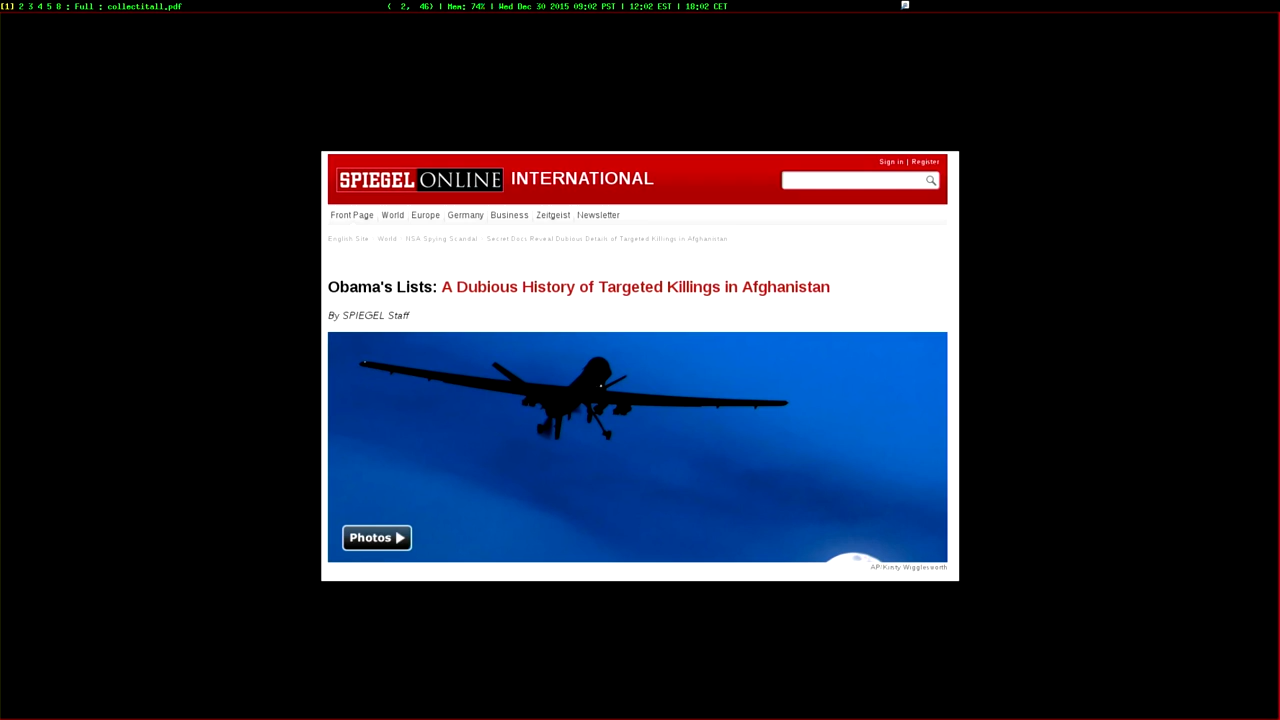 [1] 2 3 4 5 8 : Full : collectitall.pdf ( 2, 46) | Mem: 74% | Wed Dec 30 2015 09:02 PST | 12:02 EST | 18:02 CET
Sign in | Register
SPIEGEL ONLINE INTERNATIONAL
Front Page World Europe Germany Business Zeitgeist Newsletter
English Site World NSA Spying Scandal Secret Docs Reveal Dubious Details of Targeted Killings in Afghanistan
Obama's Lists: A Dubious History of Targeted Killings in Afghanistan
By SPIEGEL Staff
Photos
AP/Kirsty Wigglesworth